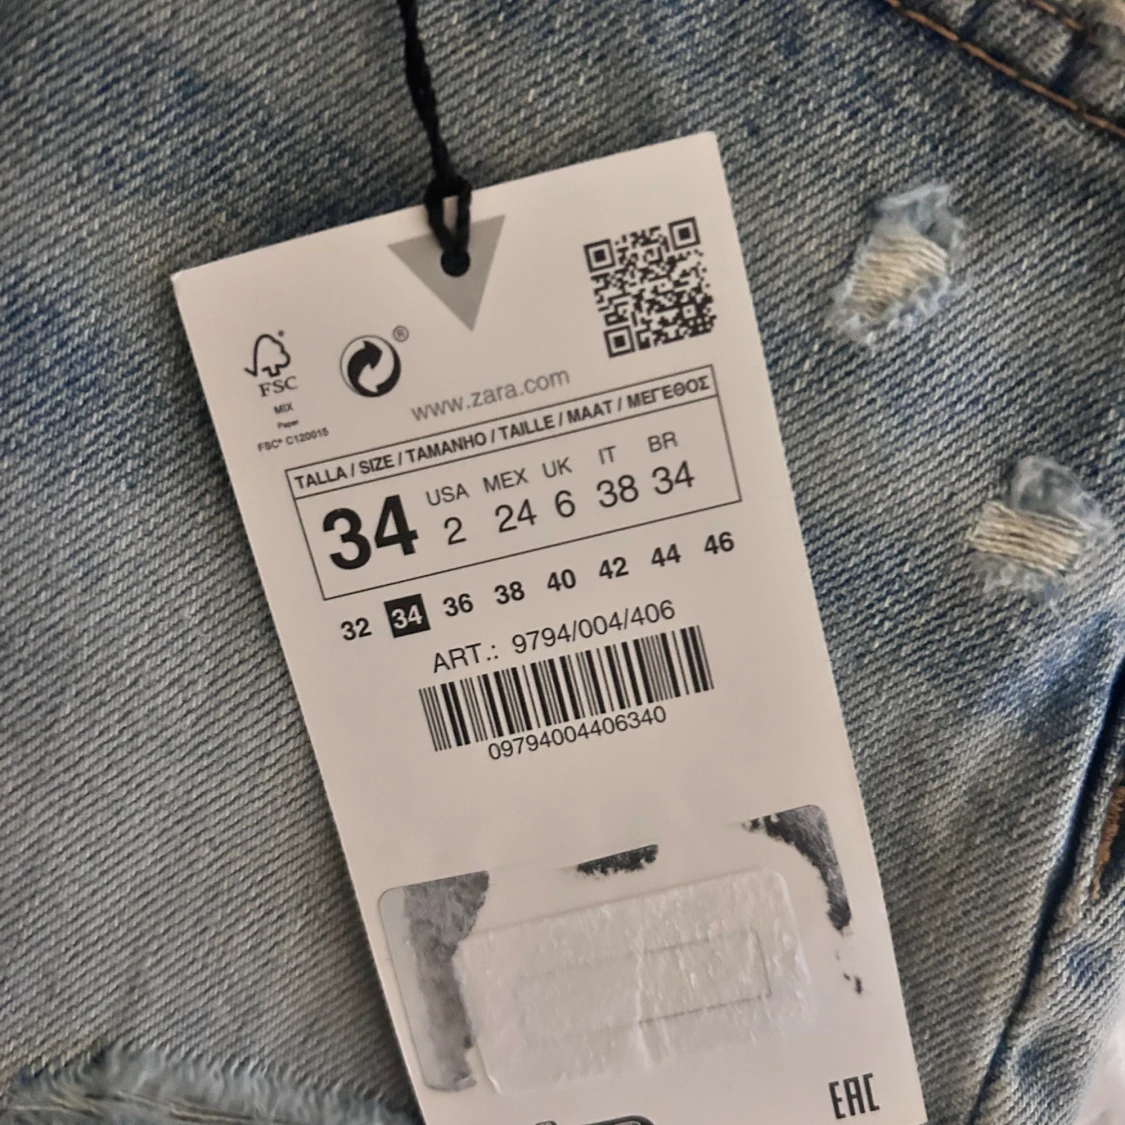 FSC
MIX
Paper
FSC® C120015
®
www.zara.com
TALLA / SIZE / TAMANHO / TAILLE / MAAT / ΜΕΓΕΘΟΣ
34 USA 2 MEX 24 UK 6 IT 38 BR 34
32 34 36 38 40 42 44 46
ART.: 9794/004/406
09794004406340
EAC